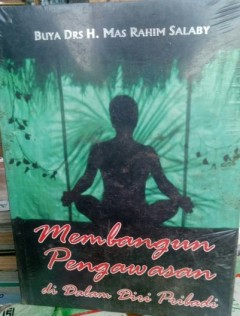 BUYA DRS H. MAS RAHIM SALABY
Membangun
Pengawasan
di Dalam Diri Pribadi